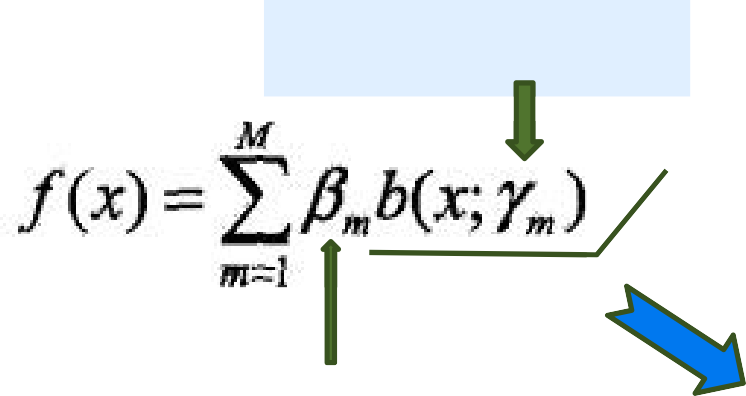 f(x) = \sum_{m=1}^{M} \beta_m b(x; \gamma_m)